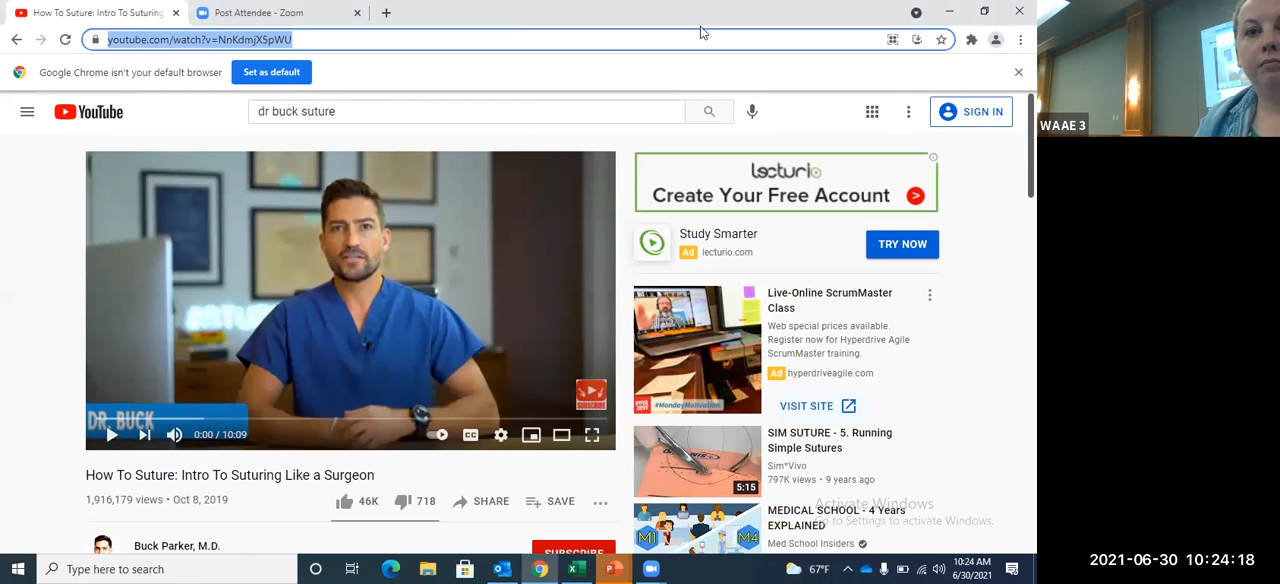 How To Suture: Intro To Suturing
Post Attendee - Zoom
youtube.com/watch?v=NnKdmjX5pWU
Google Chrome isn't your default browser
Set as default
YouTube
dr buck suture
SIGN IN
WAAE 3
lecturio
Create Your Free Account
Study Smarter
Ad lecturio.com
TRY NOW
Live-Online ScrumMaster
Class
Web special prices available.
Register now for Hyperdrive Agile
ScrumMaster training.
Ad hyperdriveagile.com
#MondayMotivation
VISIT SITE
SUBSCRIBE
DR. BUCK
0:00 / 10:09
CC
SIM SUTURE - 5. Running
Simple Sutures
Sim*Vivo
797K views • 9 years ago
5:15
How To Suture: Intro To Suturing Like a Surgeon
1,916,179 views • Oct 8, 2019
46K
718
SHARE
SAVE
MEDICAL SCHOOL - 4 Years
EXPLAINED
Med School Insiders
M1
M4
Activate Windows
Go to Settings to activate Windows.
Buck Parker, M.D.
SUBSCRIBE
Type here to search
67°F
10:24 AM
6/30/2021
2021-06-30 10:24:18